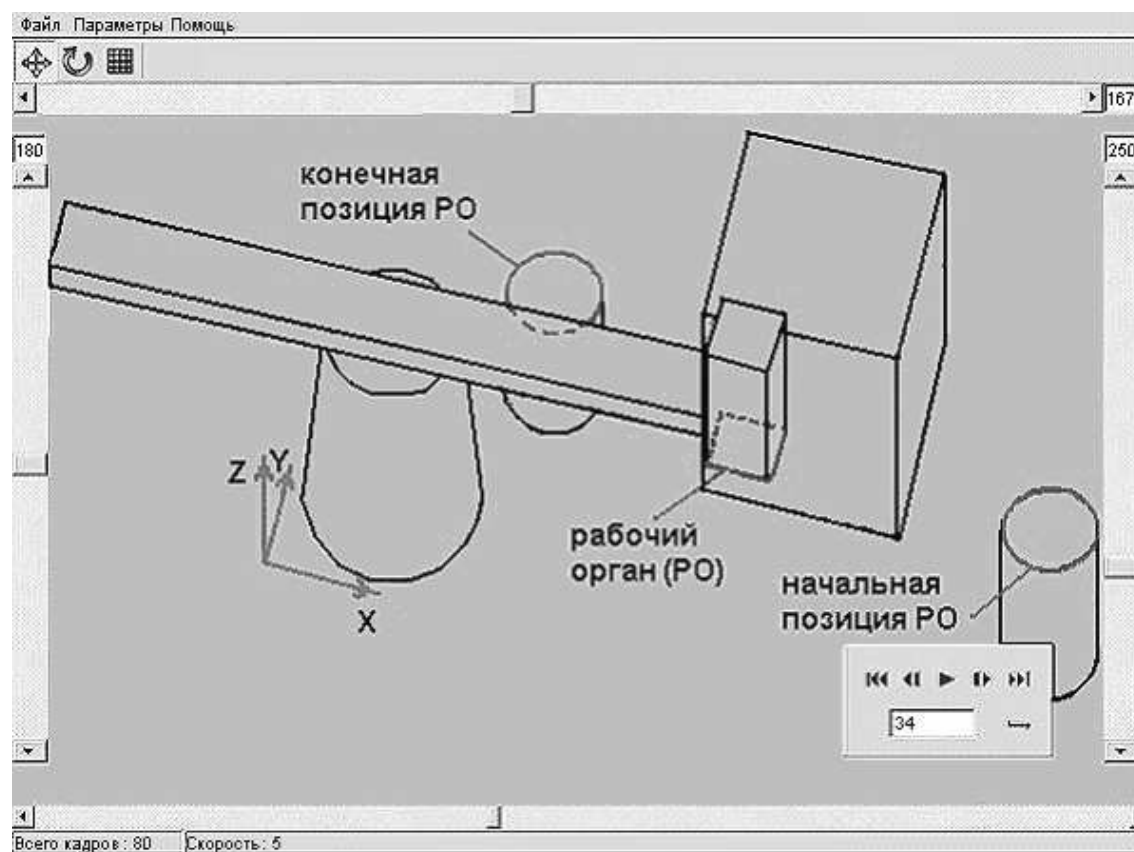 Файл Параметры Помощь
167
180
250
конечная
позиция РО
Z
Y
X
рабочий
орган (РО)
начальная
позиция РО
34
Всего кадров : 80 Скорость: 5